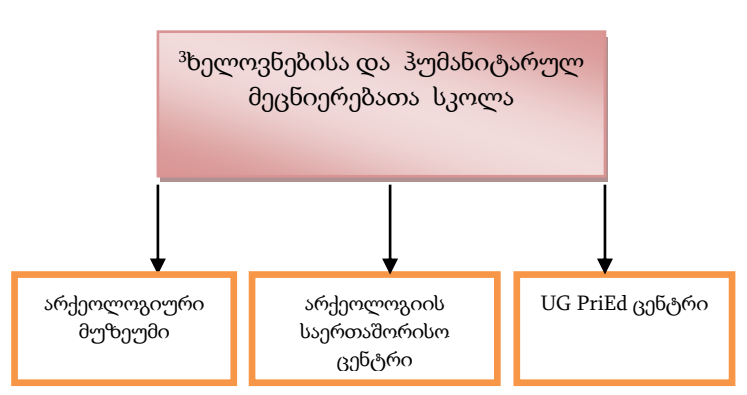 ³ხელოვნებისა და ჰუმანიტარულ
მეცნიერებათა სკოლა
არქეოლოგიური
მუზეუმი
არქეოლოგიის
საერთაშორისო
ცენტრი
UG PriEd ცენტრი